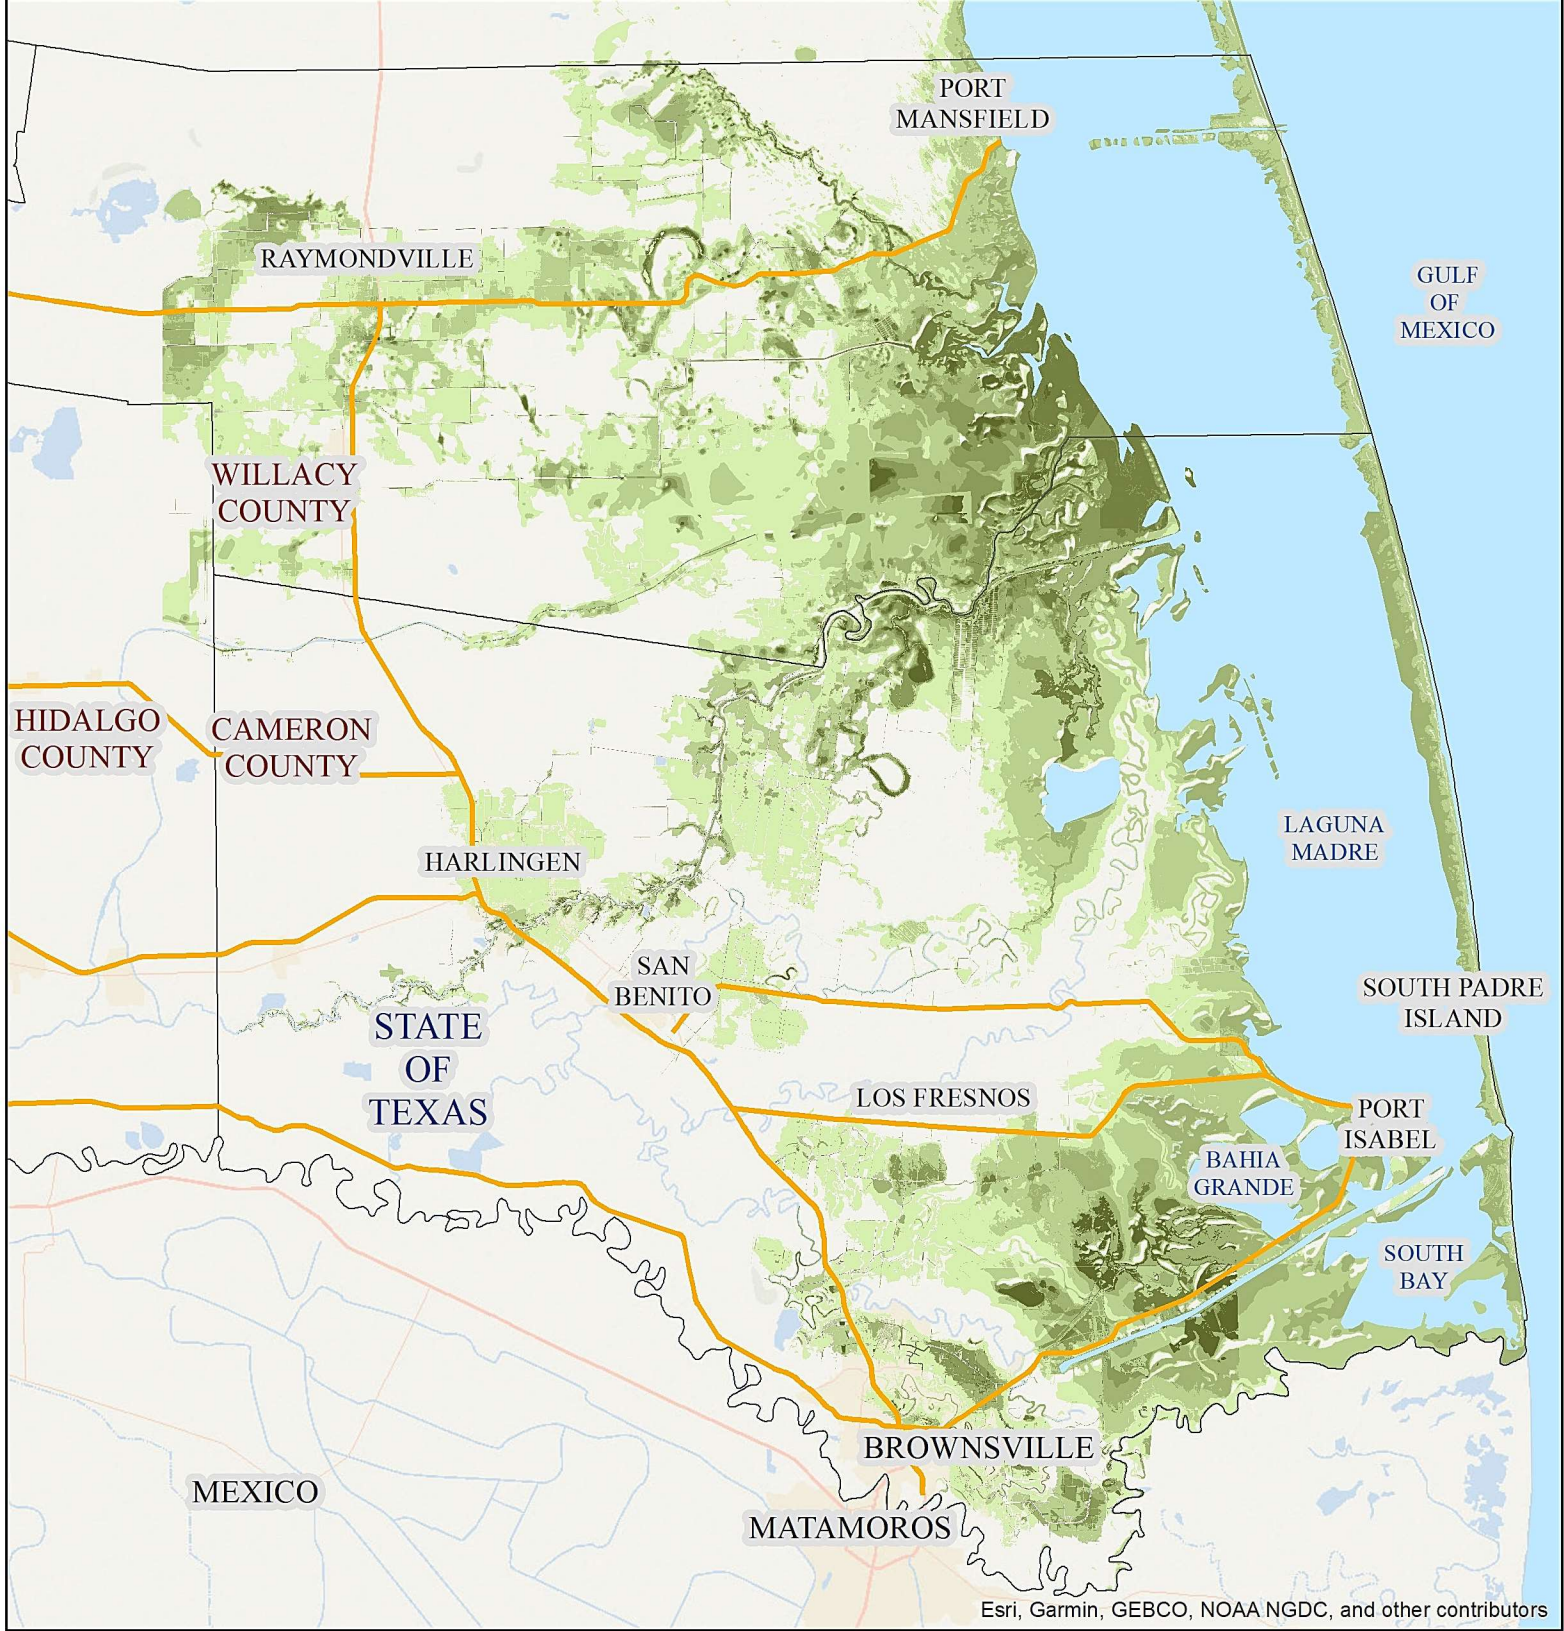 PORT
MANSFIELD
RAYMONDVILLE
GULF
OF
MEXICO
WILLACY
COUNTY
HIDALGO
COUNTY
CAMERON
COUNTY
LAGUNA
MADRE
HARLINGEN
SAN
BENITO
SOUTH PADRE
ISLAND
STATE
OF
TEXAS
LOS FRESNOS
PORT
ISABEL
BAHIA
GRANDE
SOUTH
BAY
BROWNSVILLE
MEXICO
MATAMOROS
Esri, Garmin, GEBCO, NOAA NGDC, and other contributors